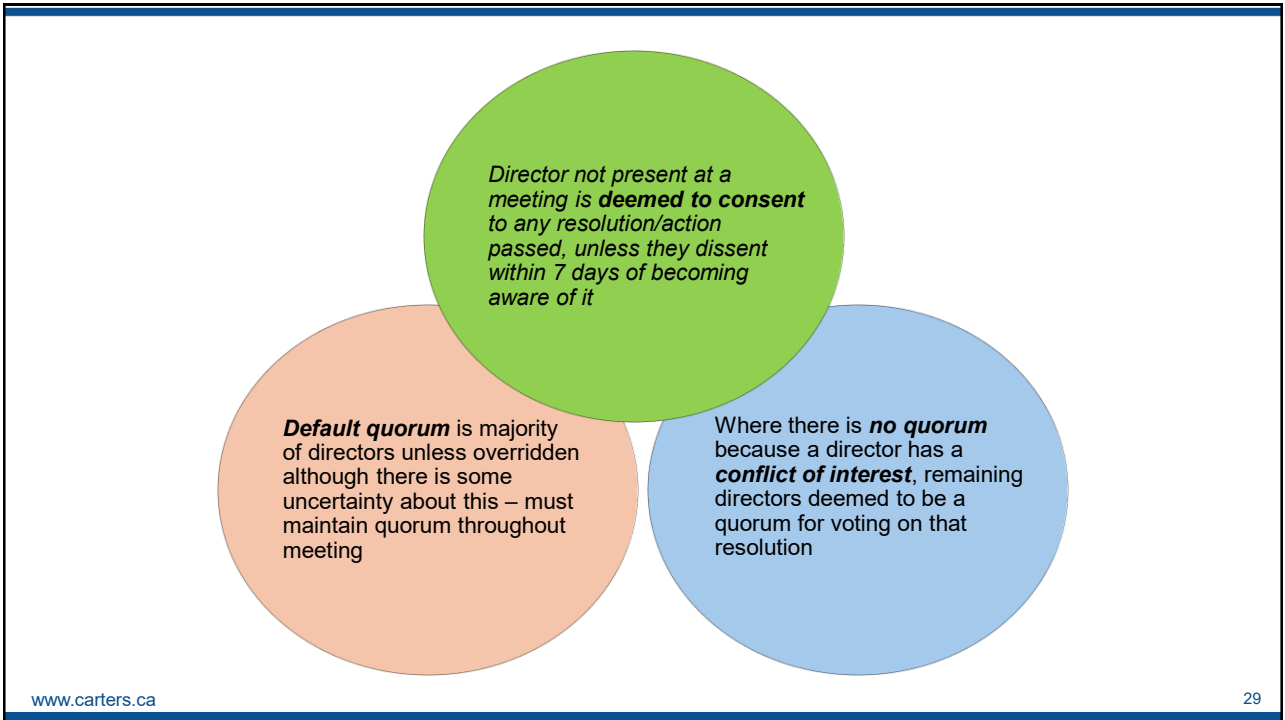 Director not present at a
meeting is deemed to consent
to any resolution/action
passed, unless they dissent
within 7 days of becoming
aware of it
Default quorum is majority
of directors unless overridden
although there is some
uncertainty about this – must
maintain quorum throughout
meeting
Where there is no quorum
because a director has a
conflict of interest, remaining
directors deemed to be a
quorum for voting on that
resolution
www.carters.ca
29